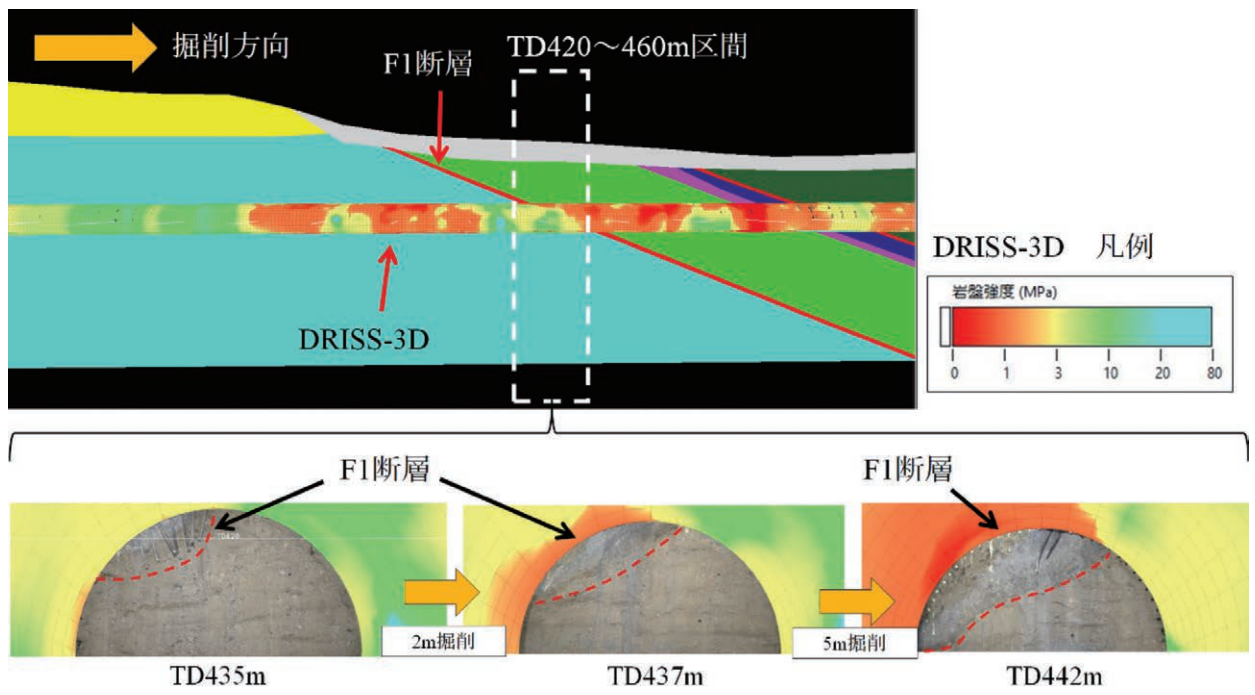 掘削方向
TD420～460m区間
F1断層
DRISS-3D
DRISS-3D 凡例
岩盤強度 (MPa)
0 1 3 10 20 80
F1断層
F1断層
2m掘削
5m掘削
TD435m
TD437m
TD442m